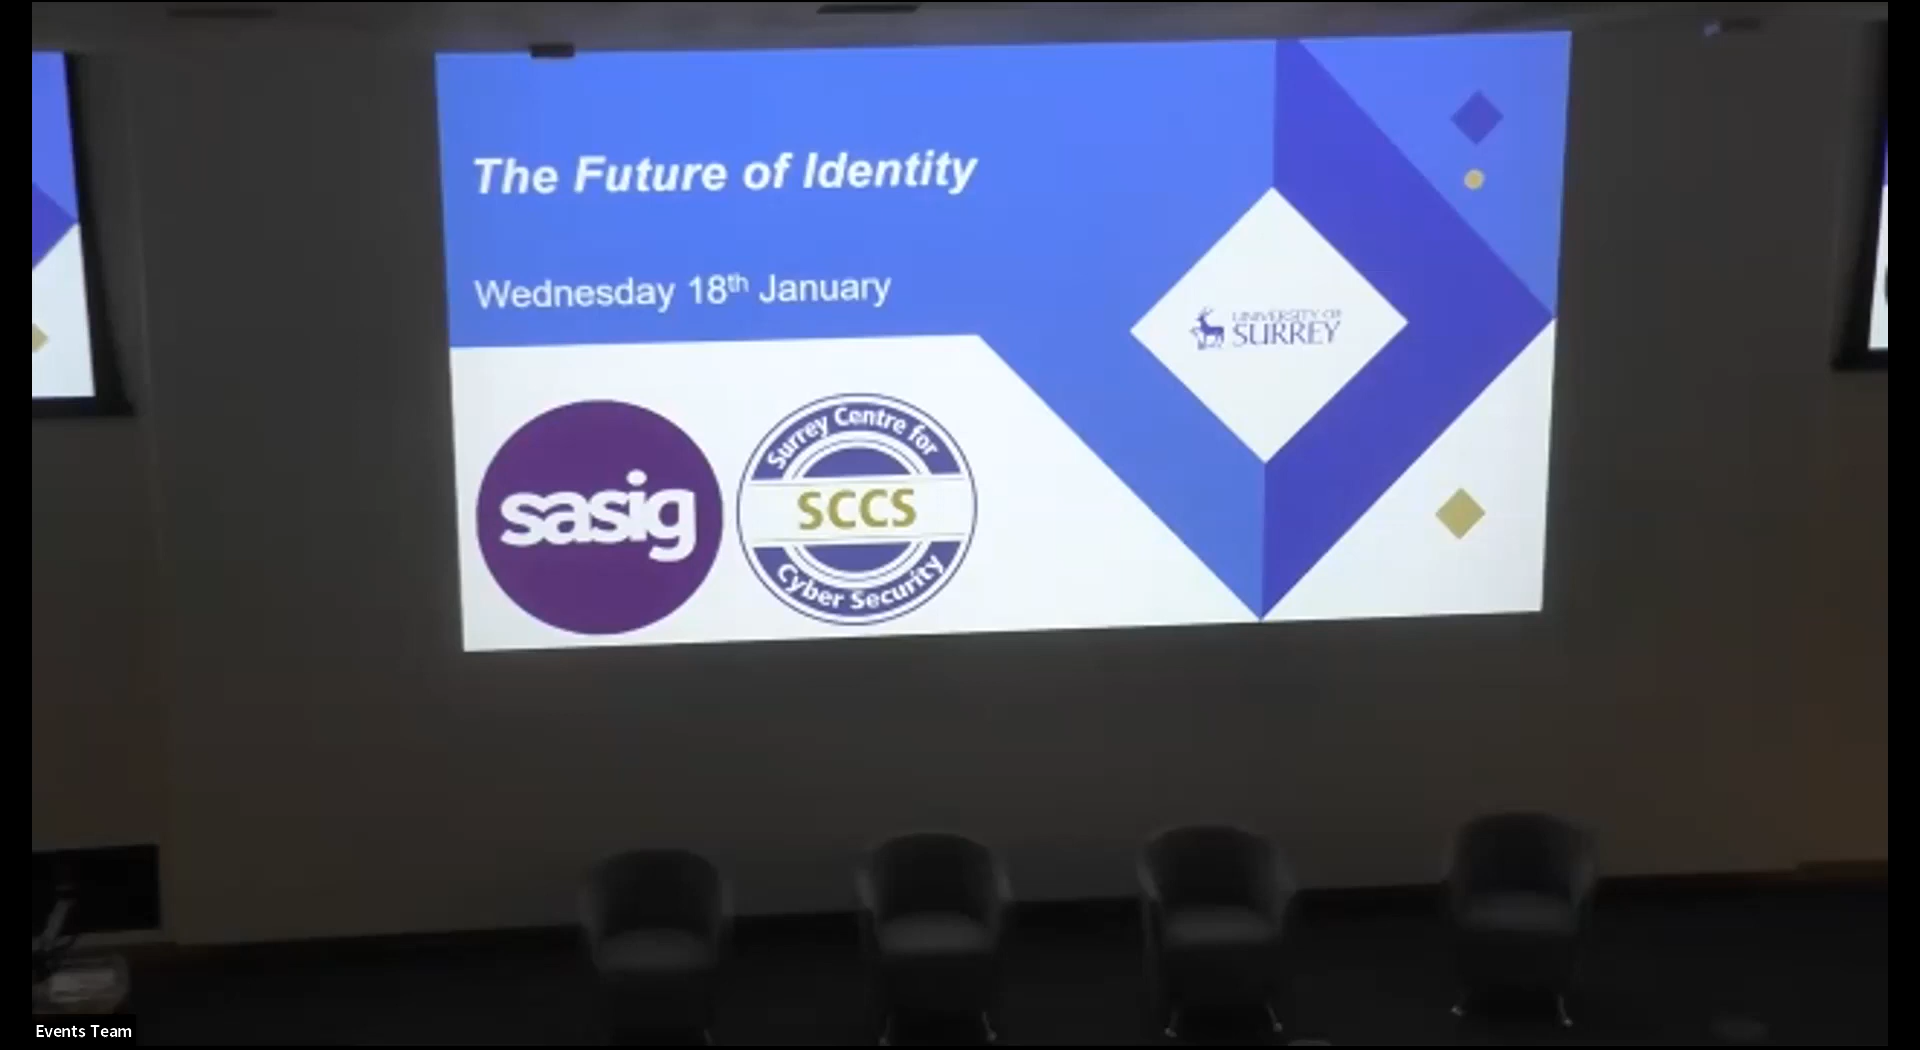 The Future of Identity
Wednesday 18th January
UNIVERSITY OF
SURREY
sasig
Surrey Centre for
SCCS
Cyber Security
Events Team